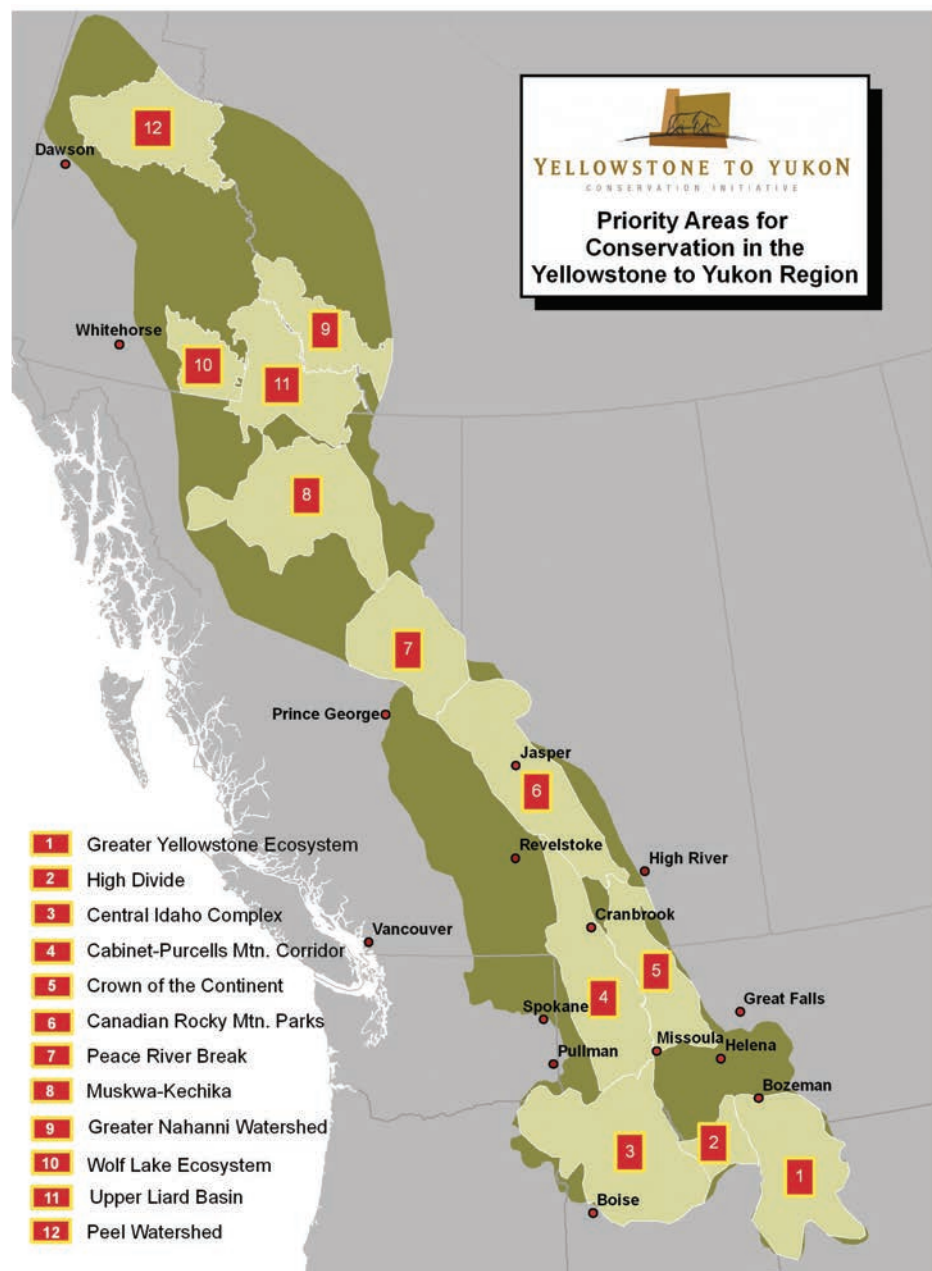 YELLOWSTONE TO YUKON
CONSERVATION INITIATIVE
Priority Areas for
Conservation in the
Yellowstone to Yukon Region
12
Dawson
Whitehorse
9
10
11
8
7
Prince George
Jasper
6
Revelstoke
High River
Cranbrook
Vancouver
5
4
Great Falls
Spokane
Missoula
Helena
Pullman
Bozeman
2
3
1
Boise
1 Greater Yellowstone Ecosystem
2 High Divide
3 Central Idaho Complex
4 Cabinet-Purcells Mtn. Corridor
5 Crown of the Continent
6 Canadian Rocky Mtn. Parks
7 Peace River Break
8 Muskwa-Kechika
9 Greater Nahanni Watershed
10 Wolf Lake Ecosystem
11 Upper Liard Basin
12 Peel Watershed